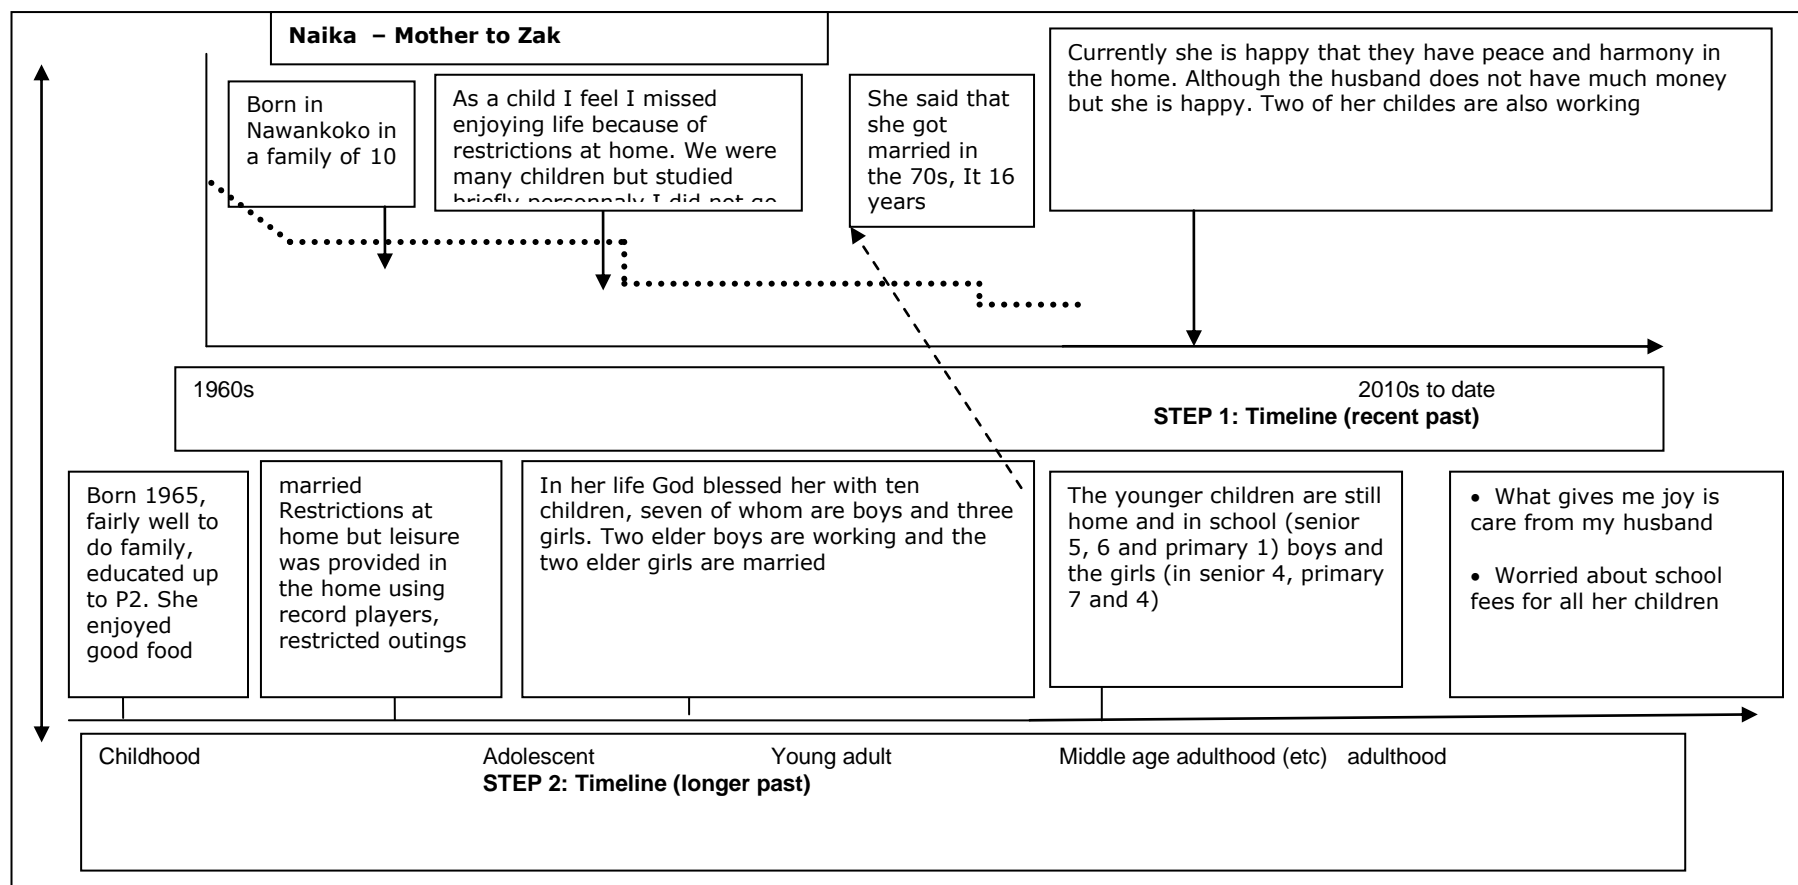 Naika – Mother to Zak
Born in
Nawankoko in
a family of 10
As a child I feel I missed
enjoying life because of
restrictions at home. We were
many children but studied
briefly personnaly I did not go
She said that
she got
married in
the 70s, It 16
years
Currently she is happy that they have peace and harmony in
the home. Although the husband does not have much money
but she is happy. Two of her childes are also working
1960s
2010s to date
STEP 1: Timeline (recent past)
Born 1965,
fairly well to
do family,
educated up
to P2. She
enjoyed
good food
married
Restrictions at
home but leisure
was provided in
the home using
record players,
restricted outings
In her life God blessed her with ten
children, seven of whom are boys and three
girls. Two elder boys are working and the
two elder girls are married
The younger children are still
home and in school (senior
5, 6 and primary 1) boys and
the girls (in senior 4, primary
7 and 4)
• What gives me joy is
care from my husband
• Worried about school
fees for all her children
Childhood
Adolescent
Young adult
Middle age adulthood (etc)
adulthood
STEP 2: Timeline (longer past)